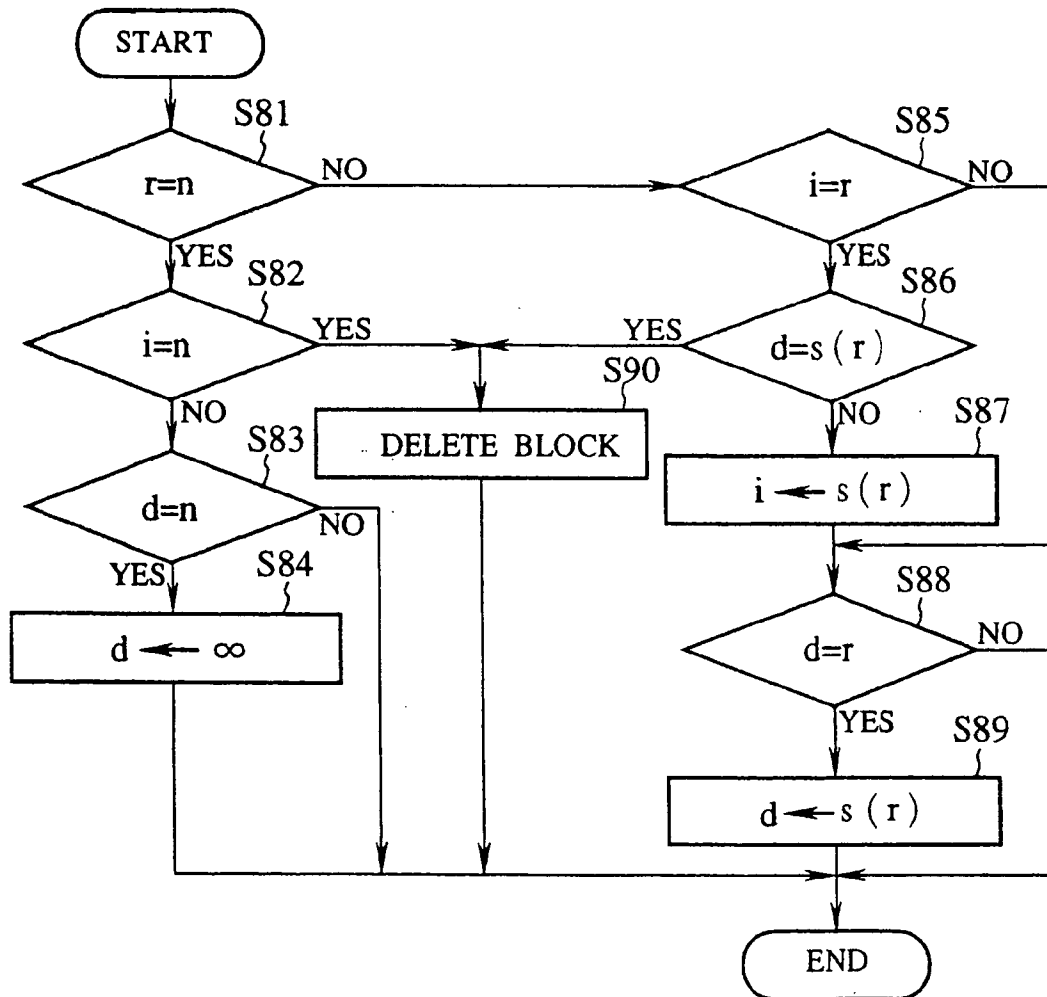 START
S81
r=n
NO
YES
S82
i=n
YES
NO
S83
d=n
NO
YES
S84
d ← ∞
S90
DELETE BLOCK
S85
i=r
NO
YES
S86
YES
d=s(r)
NO
S87
i ← s(r)
S88
d=r
NO
YES
S89
d ← s(r)
END